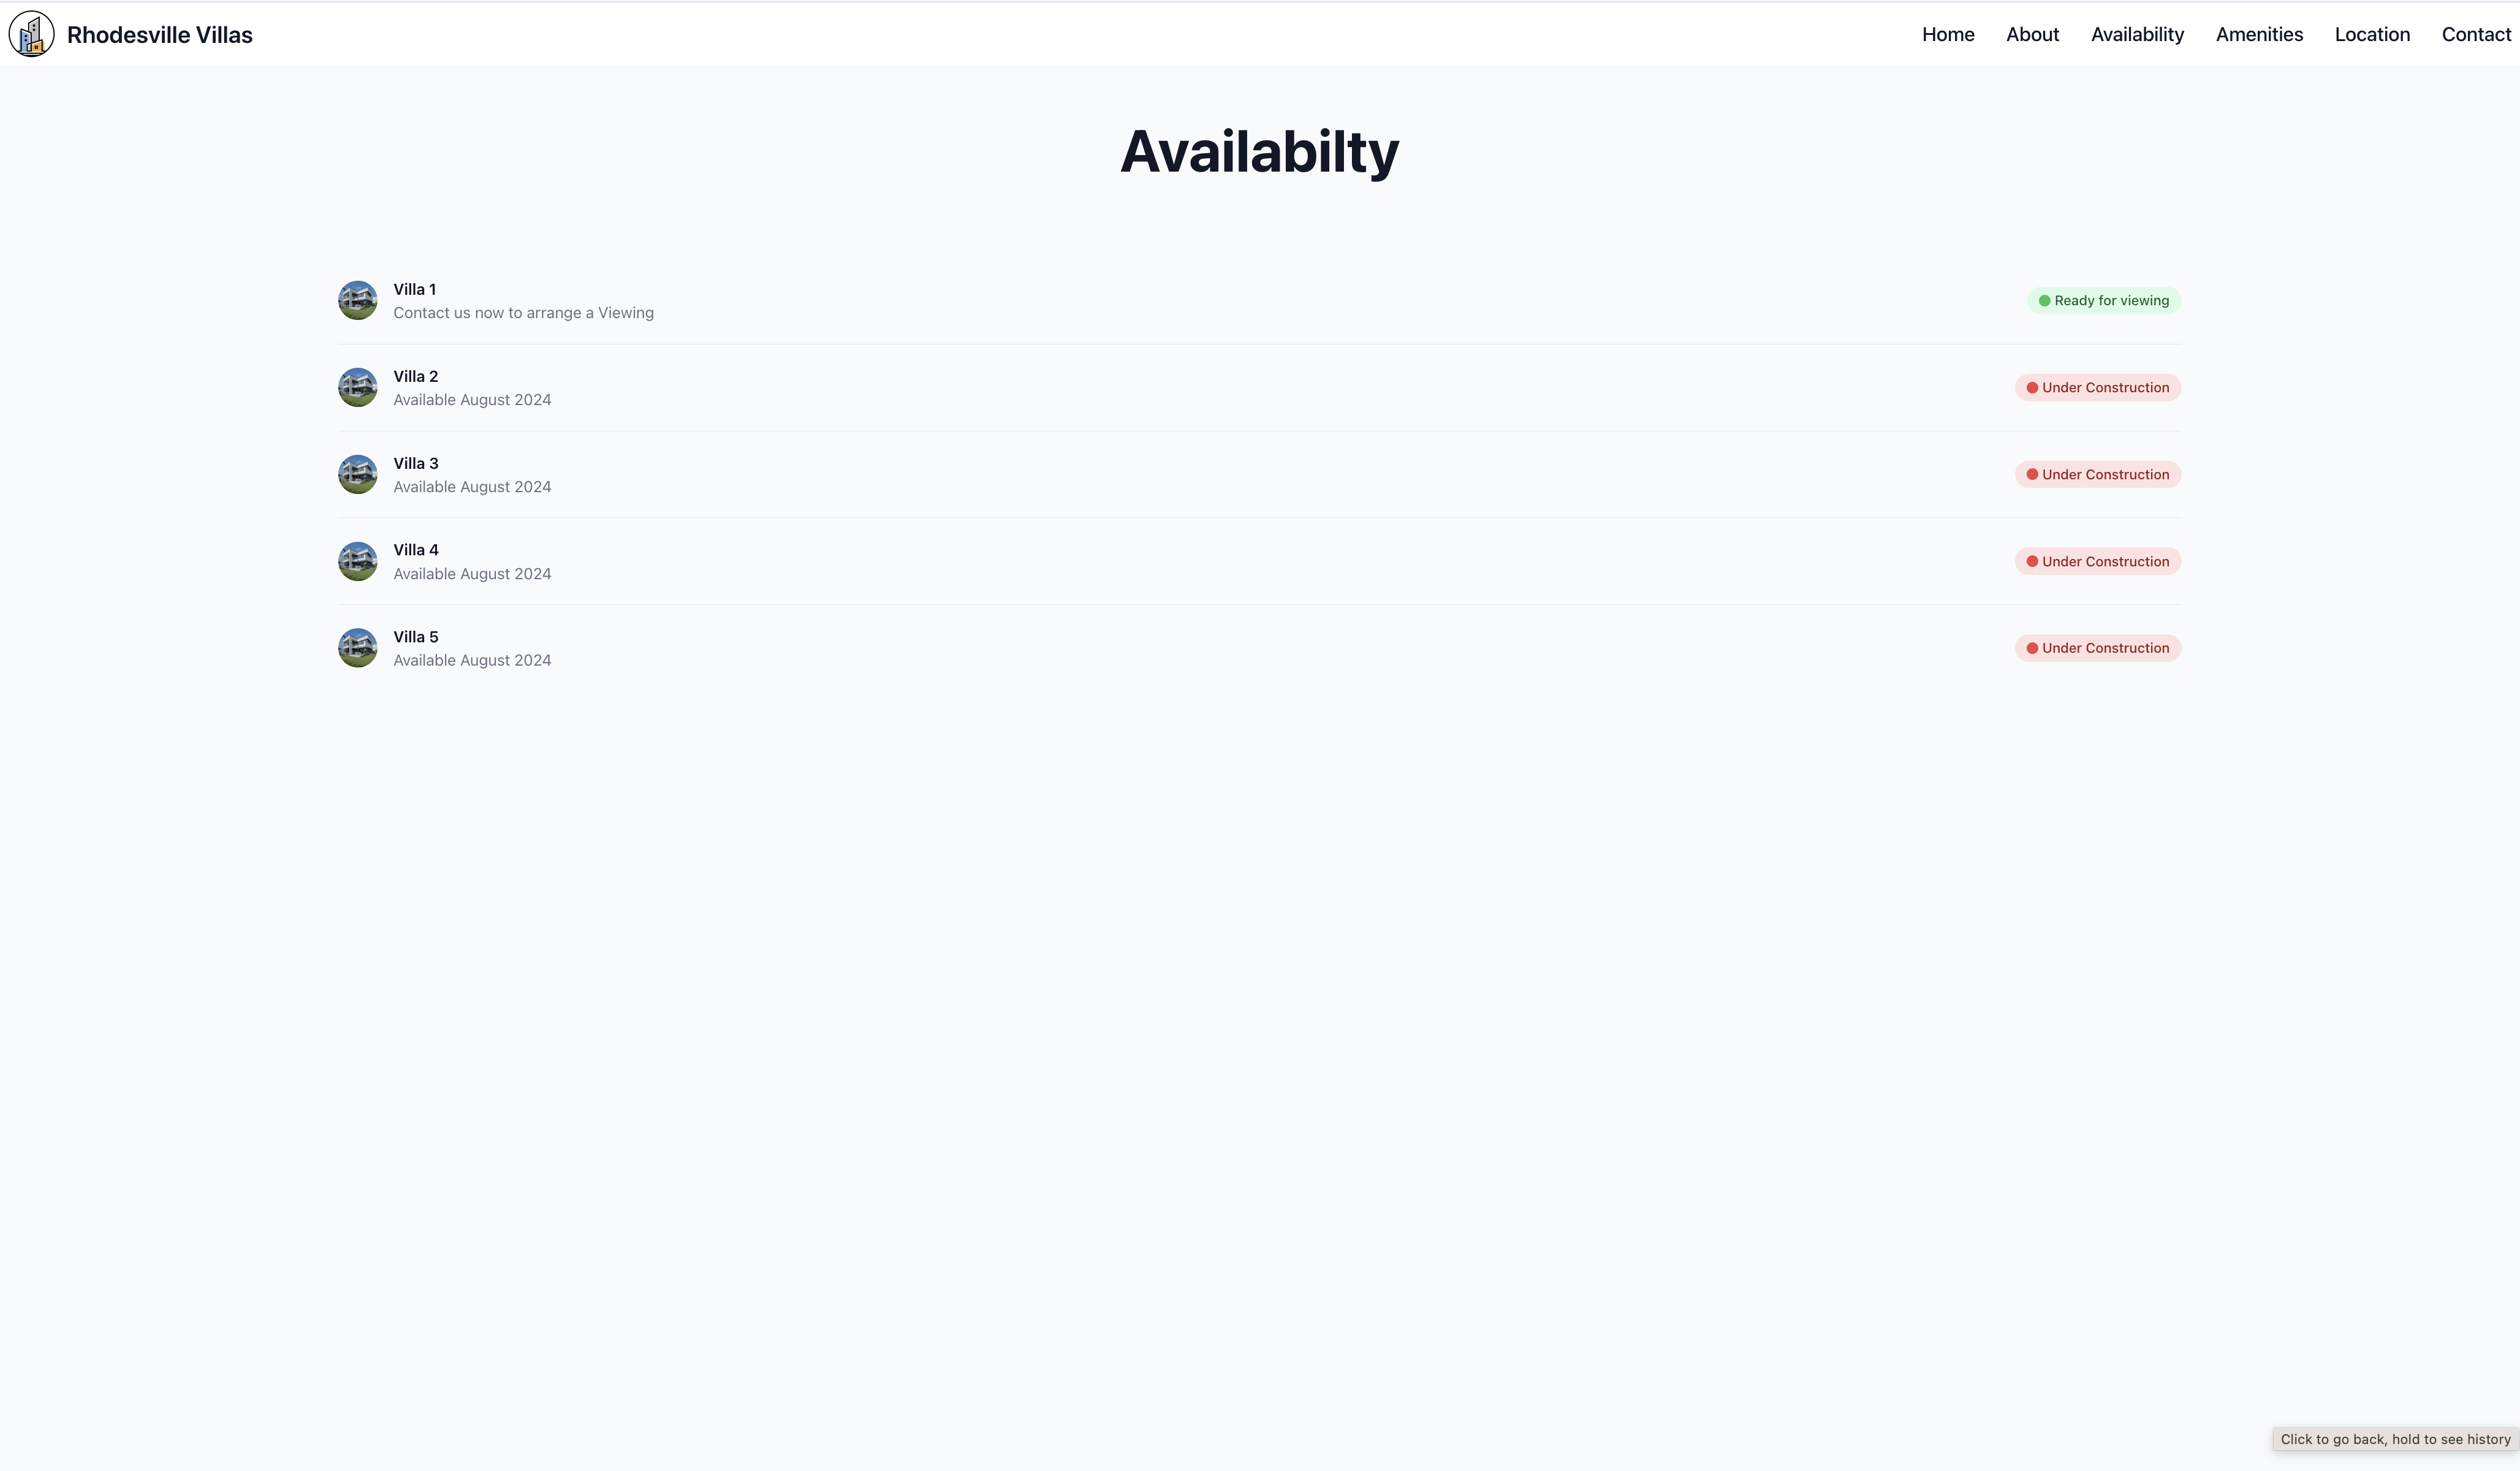 Rhodesville Villas
Home About Availability Amenities Location Contact
Availabilty
Villa 1
Contact us now to arrange a Viewing
Ready for viewing
Villa 2
Available August 2024
Under Construction
Villa 3
Available August 2024
Under Construction
Villa 4
Available August 2024
Under Construction
Villa 5
Available August 2024
Under Construction
Click to go back, hold to see history